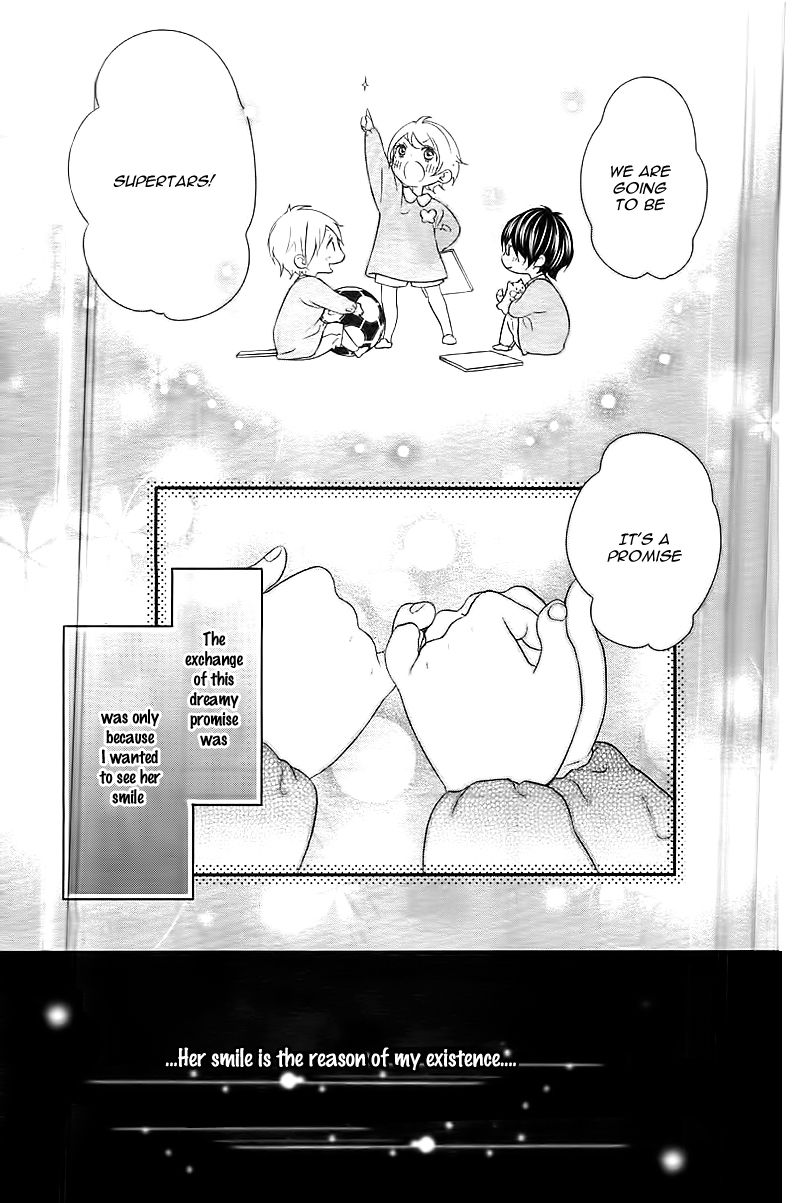 WE ARE
GOING
TO BE
SUPERTARS!
IT'S A
PROMISE
The
exchange
of this
dreamy
promise
was
was only
because
I wanted
to see her
smile
...Her smile is the reason of my existence....